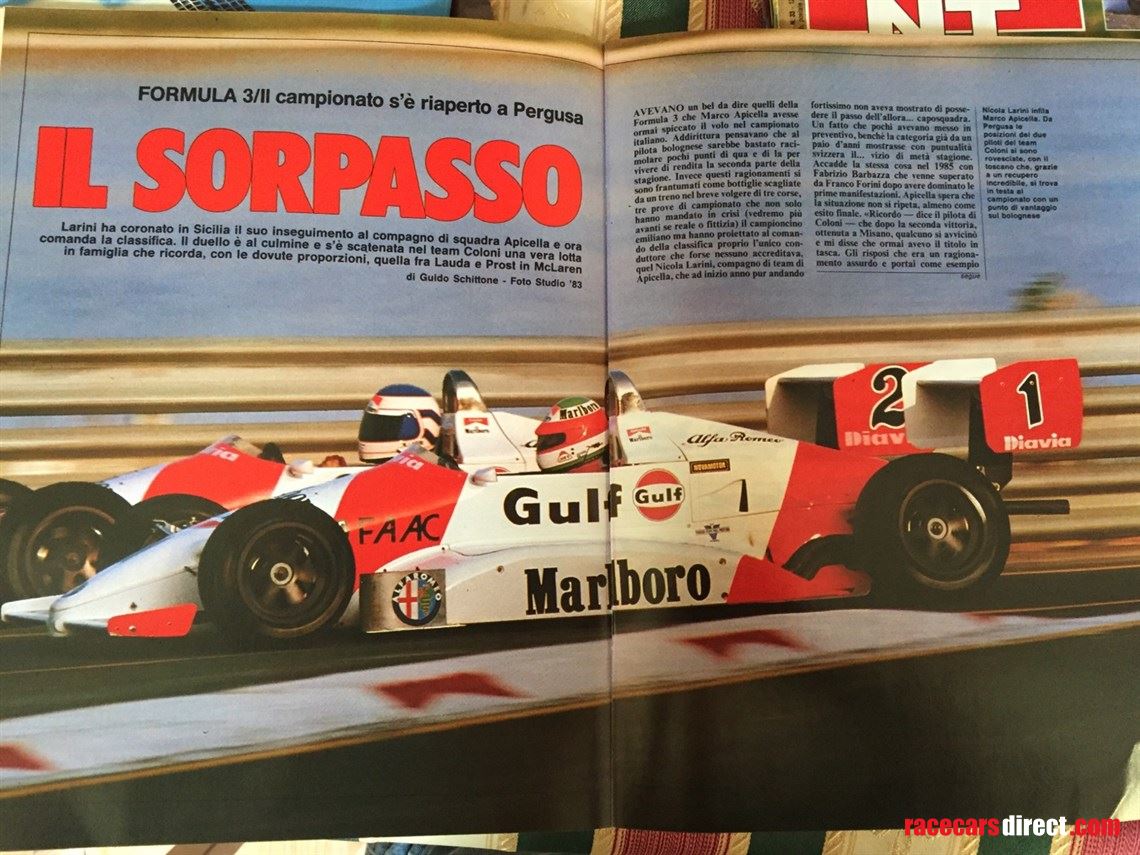 NT
FORMULA 3/Il campionato s'è riaperto a Pergusa
IL SORPASSO
Larini ha coronato in Sicilia il suo inseguimento al compagno di squadra Apicella e ora
comanda la classifica. Il duello è al culmine e s'è scatenata nel team Coloni una vera lotta
in famiglia che ricorda, con le dovute proporzioni, quella fra Lauda e Prost in McLaren
di Guido Schittone - Foto Studio '83
AVEVANO un bel da dire quelli della
Formula 3 che Marco Apicella avesse
ormai spiccato il volo nel campionato
italiano. Addirittura pensavano che al
pilota bolognese sarebbe bastato raci-
molare pochi punti di qua e di la per
vivere di rendita la seconda parte della
stagione. Invece questi ragionamenti si
sono frantumati come bottiglie scagliate
da un treno nel breve volgere di tre corse,
tre prove di campionato che non solo
hanno mandato in crisi (vedremo più
avanti se reale o fittizia) il campioncino
emiliano ma hanno proiettato al coman-
do della classifica proprio l'unico con-
duttore che forse nessuno accreditava,
quel Nicola Larini, compagno di team di
Apicella, che ad inizio anno pur andando
fortissimo non aveva mostrato di posse-
dere il passo dell'allora... caposquadra.
Un fatto che pochi avevano messo in
preventivo, benchè la categoria già da un
paio d'anni mostrasse con puntualità
svizzera il... vizio di metà stagione.
Accadde la stessa cosa nel 1985 con
Fabrizio Barbazza che venne superato
da Franco Forini dopo avere dominato le
prime manifestazioni. Apicella spera che
la situazione non si ripeta, almeno come
esito finale. «Ricordo — dice il pilota di
Coloni — che dopo la seconda vittoria,
ottenuta a Misano, qualcuno si avvicinò
e mi disse che ormai avevo il titolo in
tasca. Gli risposi che era un ragiona-
mento assurdo e portai come esempio
segue
Nicola Larini infila
Marco Apicella. Da
Pergusa le
posizioni dei due
piloti del team
Coloni si sono
rovesciate, con il
toscano che, grazie
a un recupero
incredibile, si trova
in testa al
campionato con un
punto di vantaggio
sul bolognese
2
Diavia
1
Diavia
Marlboro
Marlboro
Marlboro
Alfa Romeo
NOVAMOTOR
Gulf
Gulf
1
FAAC
ALFA ROMEO
Marlboro
racecarsdirect.com